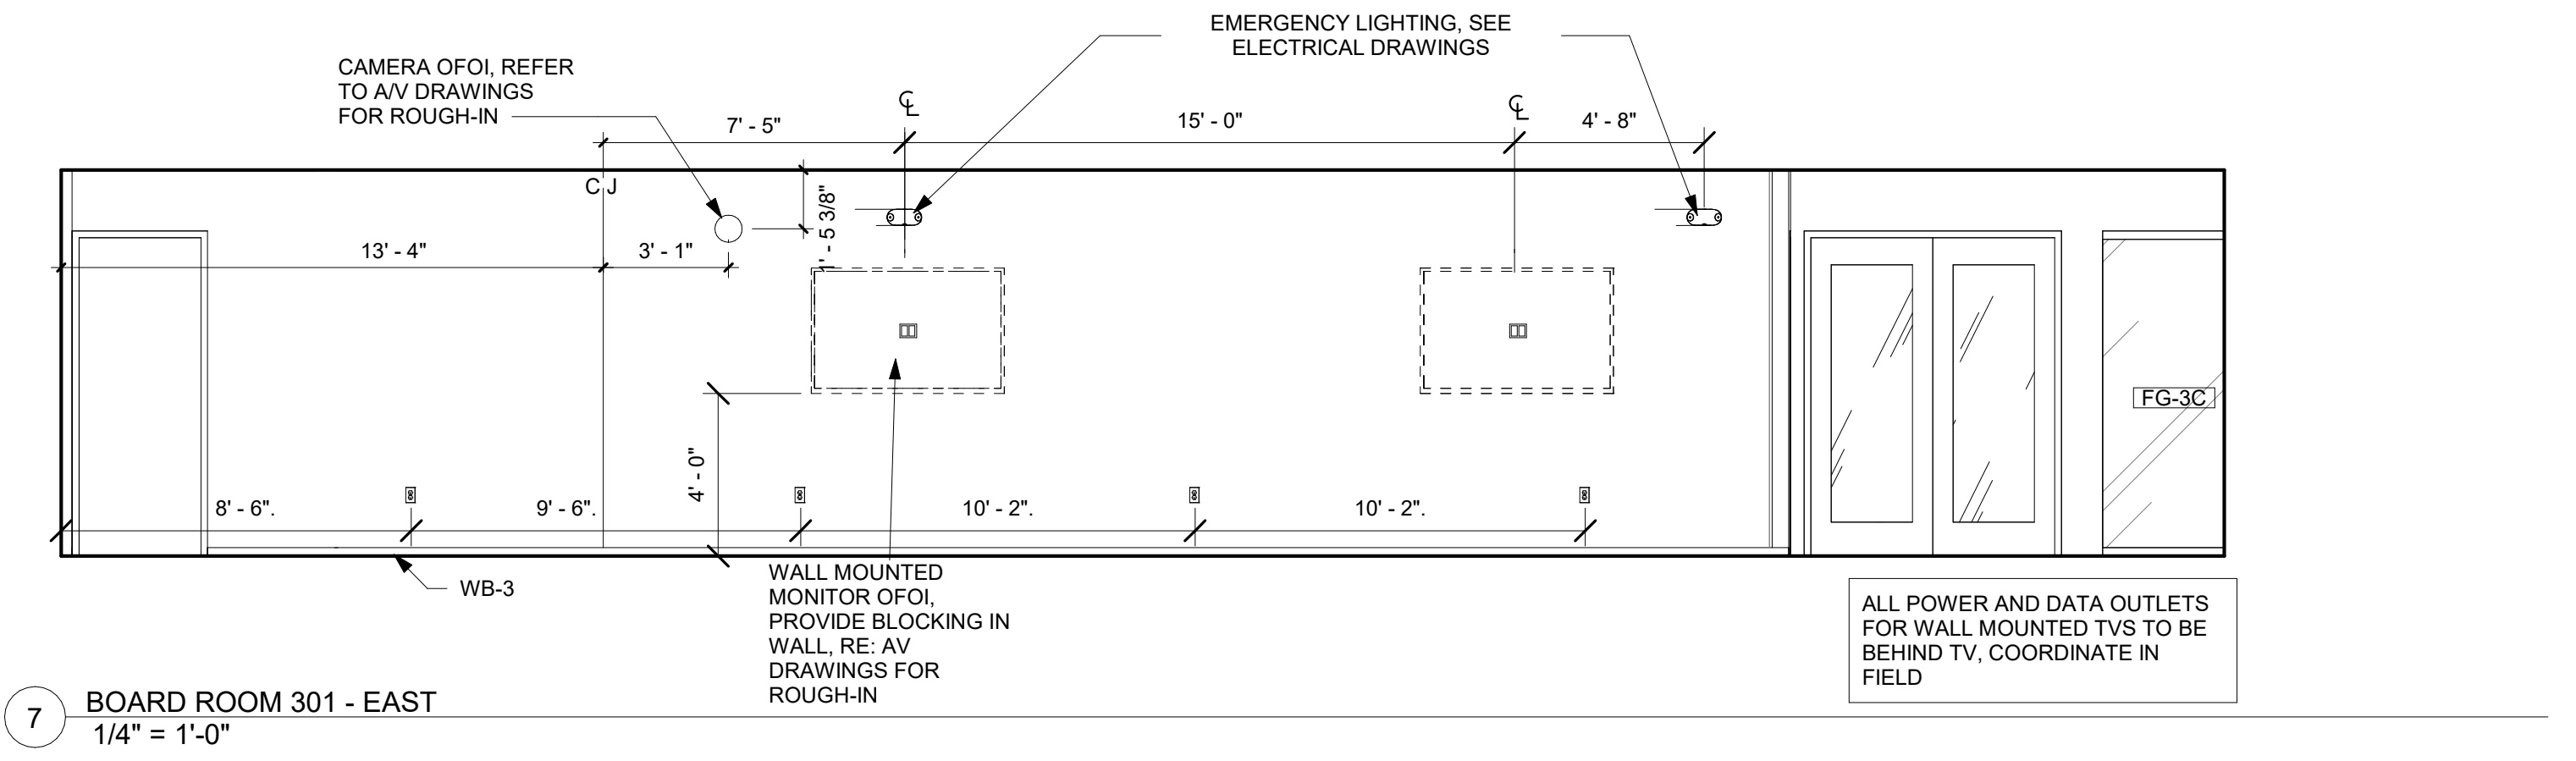 EMERGENCY LIGHTING, SEE
ELECTRICAL DRAWINGS
CAMERA OFOI, REFER
TO A/V DRAWINGS
FOR ROUGH-IN
℄
℄
7' - 5"
15' - 0"
4' - 8"
CJ
1' - 5 3/8"
13' - 4"
3' - 1"
FG-3C
4' - 0"
8' - 6".
9' - 6".
10' - 2".
10' - 2".
WB-3
WALL MOUNTED
MONITOR OFOI,
PROVIDE BLOCKING IN
WALL, RE: AV
DRAWINGS FOR
ROUGH-IN
ALL POWER AND DATA OUTLETS
FOR WALL MOUNTED TVS TO BE
BEHIND TV, COORDINATE IN
FIELD
7
BOARD ROOM 301 - EAST
1/4" = 1'-0"